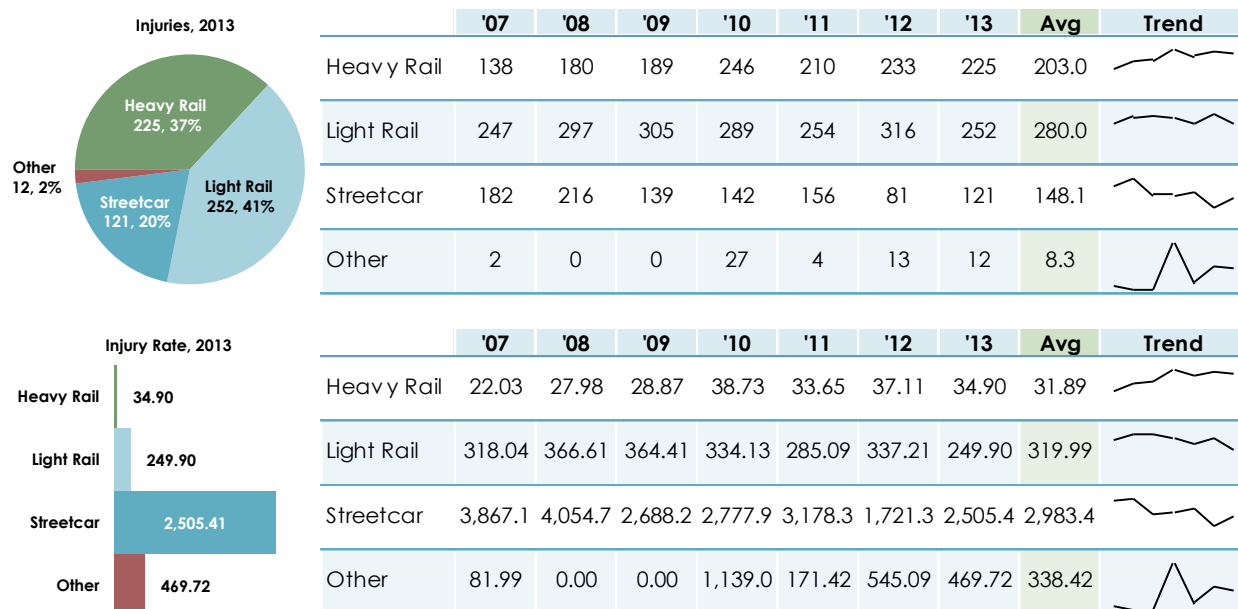 Injuries, 2013
Heavy Rail
225, 37%
Other
12, 2%
Light Rail
252, 41%
Streetcar
121, 20%
'07 '08 '09 '10 '11 '12 '13 Avg Trend
Heavy Rail 138 180 189 246 210 233 225 203.0
Light Rail 247 297 305 289 254 316 252 280.0
Streetcar 182 216 139 142 156 81 121 148.1
Other 2 0 0 27 4 13 12 8.3
Injury Rate, 2013
Heavy Rail 34.90
Light Rail 249.90
Streetcar 2,505.41
Other 469.72
'07 '08 '09 '10 '11 '12 '13 Avg Trend
Heavy Rail 22.03 27.98 28.87 38.73 33.65 37.11 34.90 31.89
Light Rail 318.04 366.61 364.41 334.13 285.09 337.21 249.90 319.99
Streetcar 3,867.1 4,054.7 2,688.2 2,777.9 3,178.3 1,721.3 2,505.4 2,983.4
Other 81.99 0.00 0.00 1,139.0 171.42 545.09 469.72 338.42